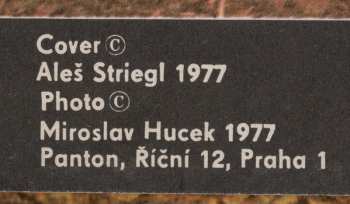 Cover ©
Aleš Striegl 1977
Photo ©
Miroslav Hucek 1977
Panton, Říční 12, Praha 1